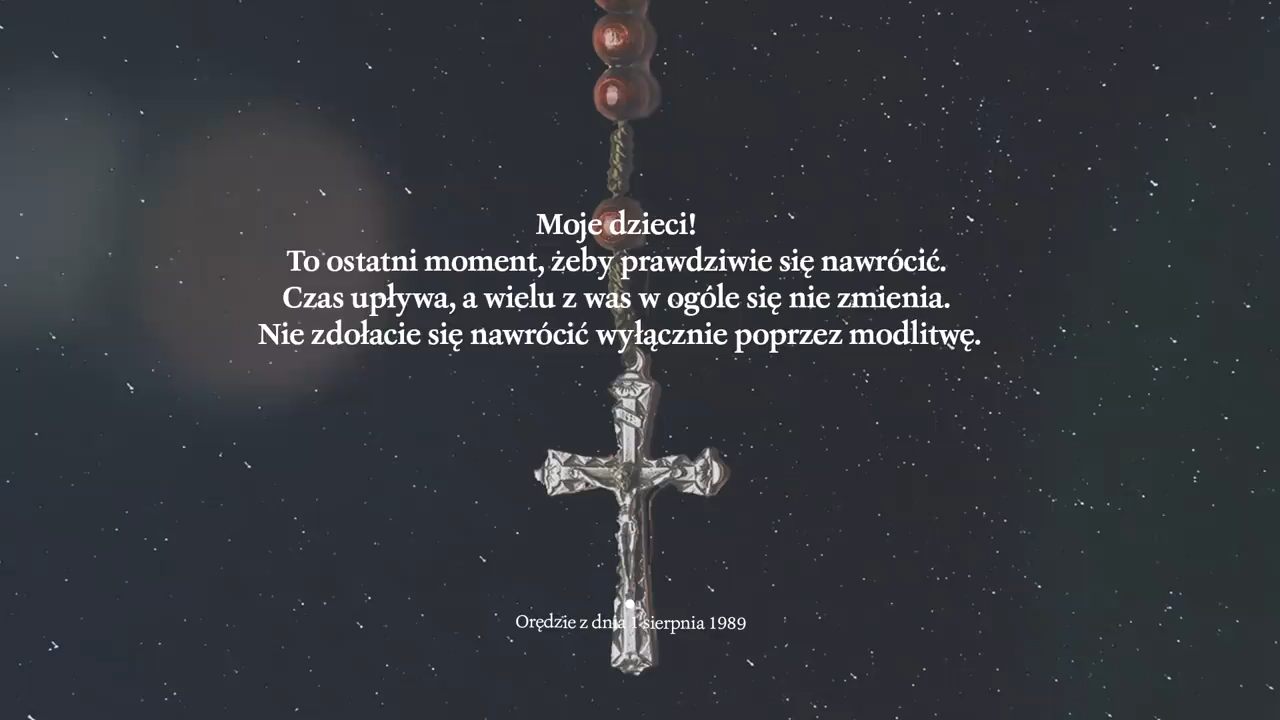 Moje dzieci!
To ostatni moment, żeby prawdziwie się nawrócić.
Czas upływa, a wielu z was w ogóle się nie zmienia.
Nie zdołacie się nawrócić wyłącznie poprzez modlitwę.
Orędzie z dnia 1 sierpnia 1989